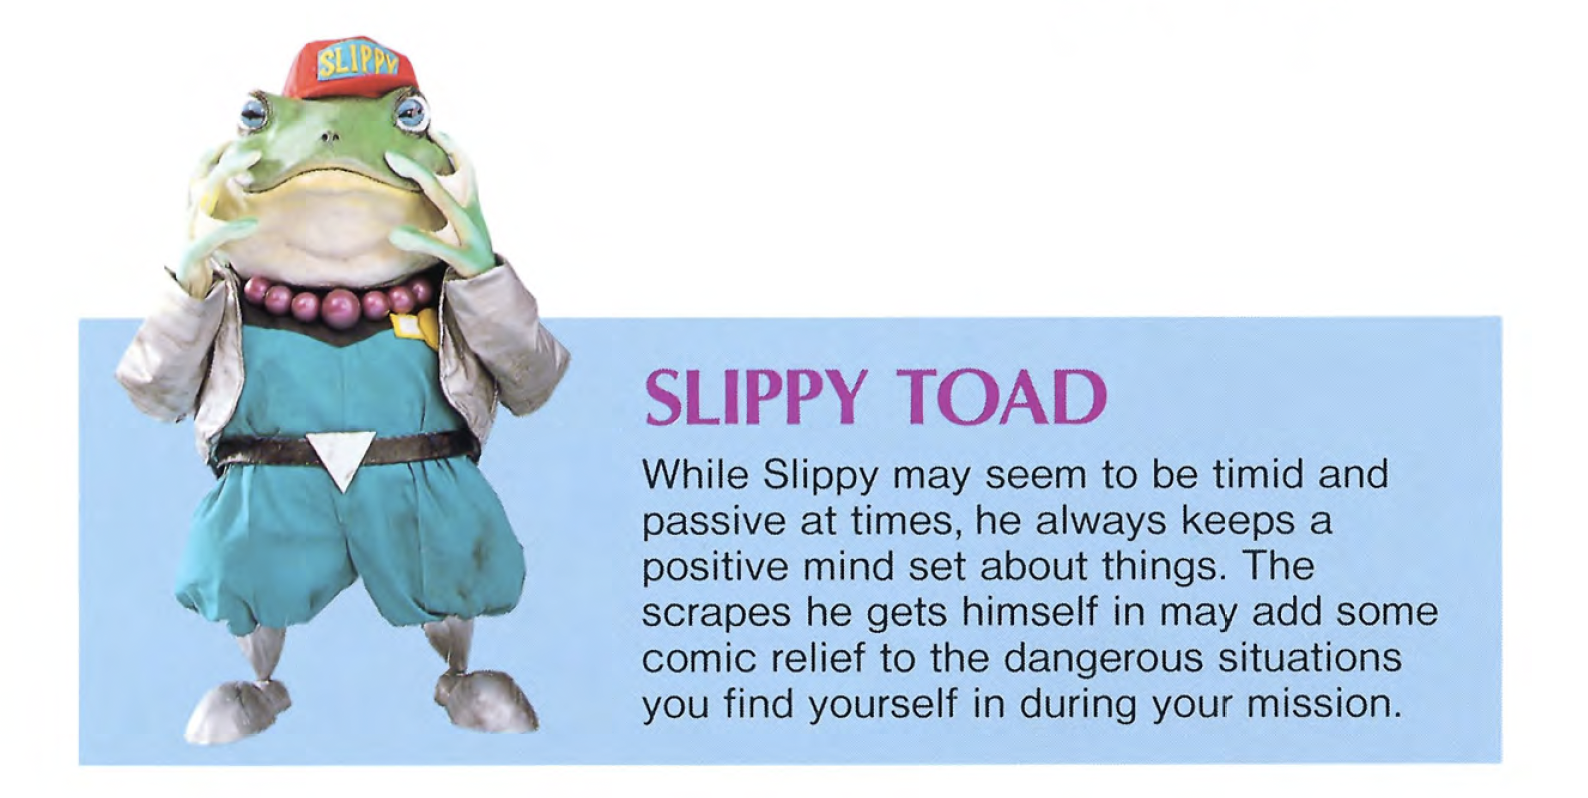 SLIPPY
SLIPPY TOAD
While Slippy may seem to be timid and
passive at times, he always keeps a
positive mind set about things. The
scrapes he gets himself in may add some
comic relief to the dangerous situations
you find yourself in during your mission.